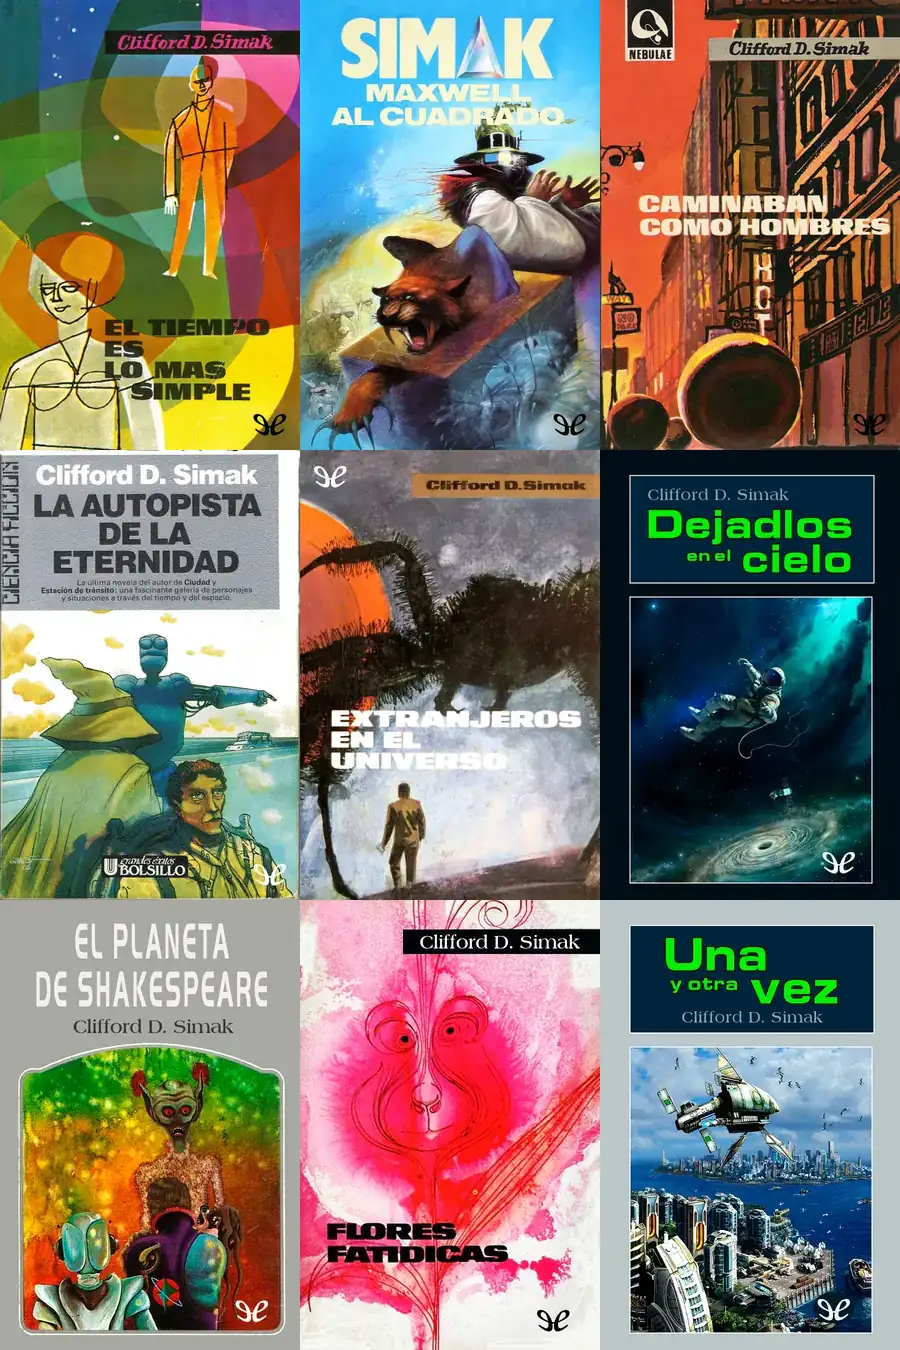 Clifford D. Simak
EL TIEMPO
ES
LO MAS
SIMPLE
SIMAK
MAXWELL
AL CUADRADO
NEBULAE
Clifford D. Simak
CAMINABAN
COMO HOMBRES
WAY
NO
HOT
CIENCIA FICCION
Clifford D. Simak
LA AUTOPISTA
DE LA
ETERNIDAD
La última novela del autor de Ciudad y
Estación de tránsito: una fascinante galería de personajes
y situaciones a través del tiempo y del espacio.
grandes éxitos
BOLSILLO
Clifford D. Simak
EXTRANJEROS
EN EL
UNIVERSO
Clifford D. Simak
Dejadlos
en el cielo
EL PLANETA
DE SHAKESPEARE
Clifford D. Simak
Clifford D. Simak
FLORES
FATIDICAS
Una
y otra vez
Clifford D. Simak